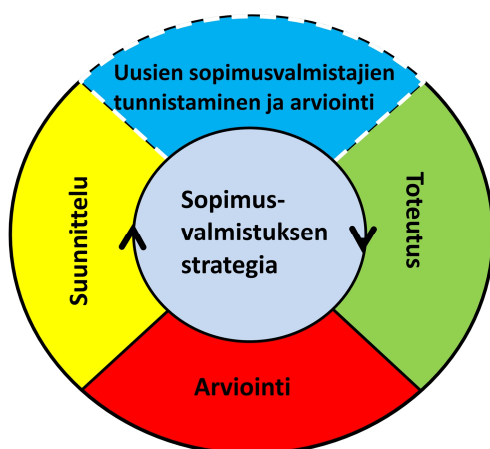 Uusien sopimusvalmistajien
tunnistaminen ja arviointi
Suunnittelu
Sopimus-
valmistuksen
strategia
Toteutus
Arviointi